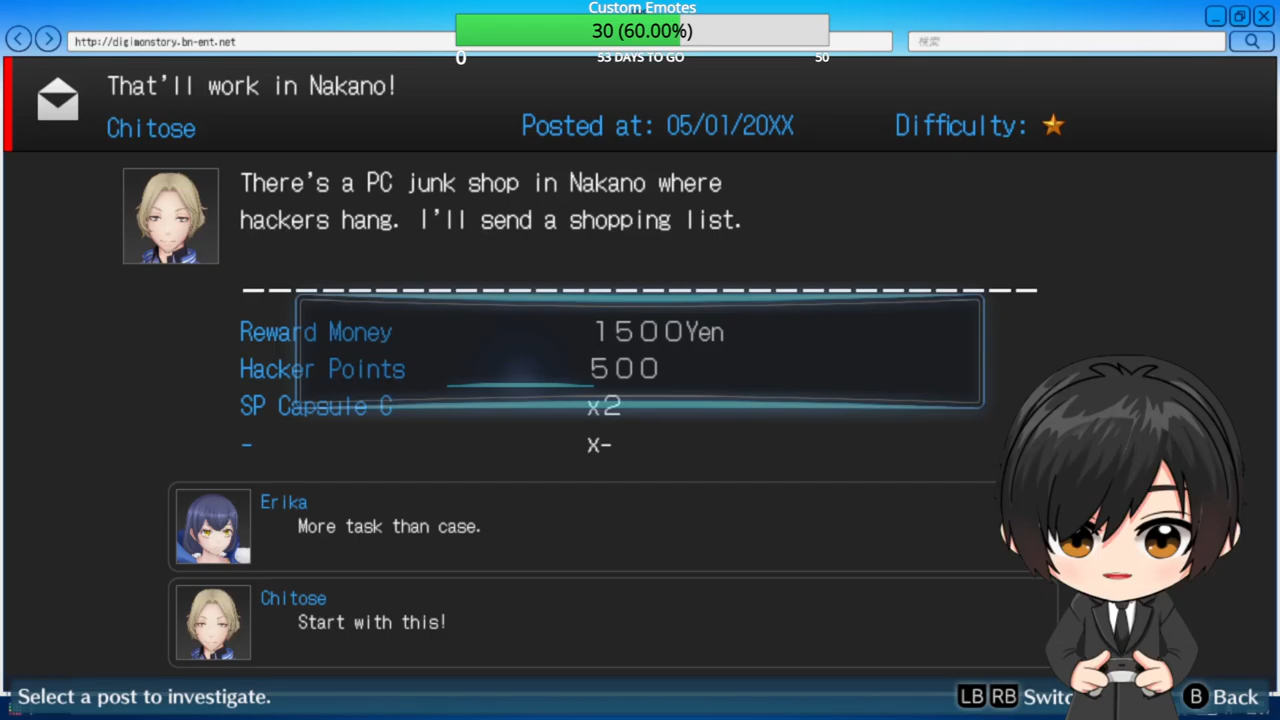 Custom Emotes
30 (60.00%)
0 53 DAYS TO GO 50
http://digimonstory.bn-ent.net
検索
That'll work in Nakano!
Chitose Posted at: 05/01/20XX Difficulty:
There's a PC junk shop in Nakano where
hackers hang. I'll send a shopping list.
Reward Money 1500Yen
Hacker Points 500
SP Capsule C x2
- x-
Erika
More task than case.
Chitose
Start with this!
Select a post to investigate. LB RB B Back